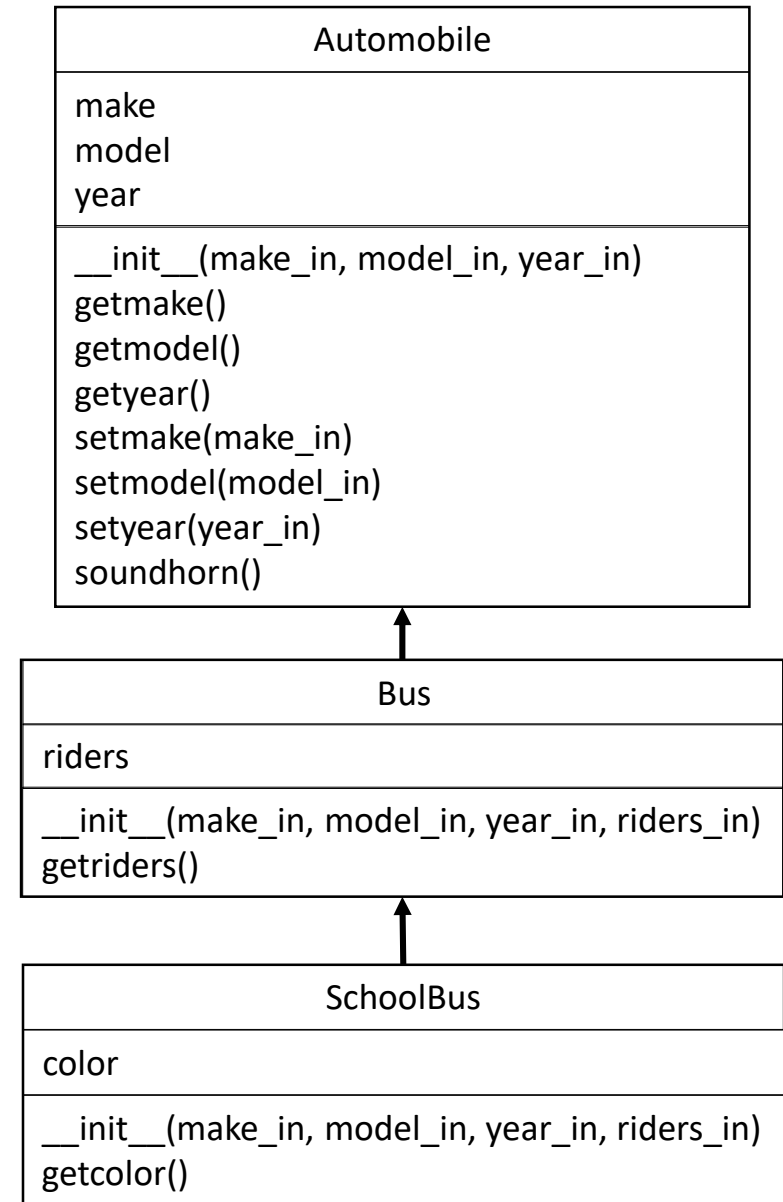 Automobile
make
model
year
__init__(make_in, model_in, year_in)
getmake()
getmodel()
getyear()
setmake(make_in)
setmodel(model_in)
setyear(year_in)
soundhorn()
Bus
riders
__init__(make_in, model_in, year_in, riders_in)
getriders()
SchoolBus
color
__init__(make_in, model_in, year_in, riders_in)
getcolor()